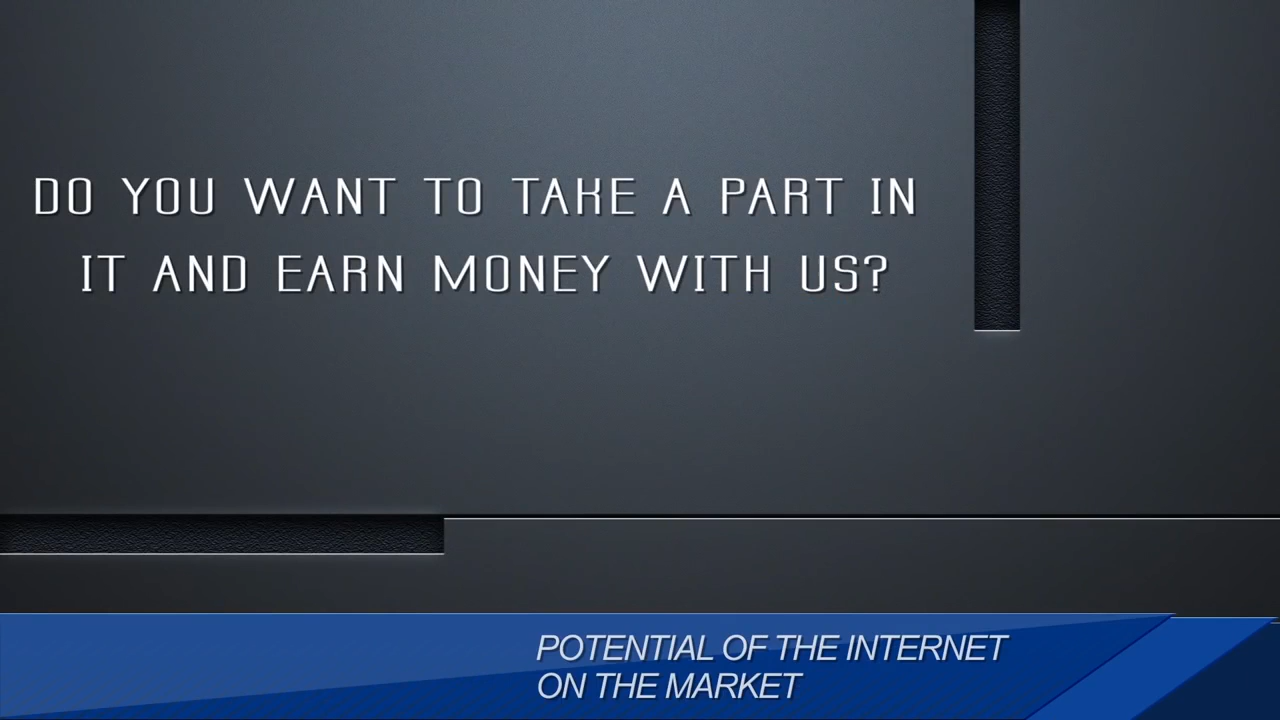 DO YOU WANT TO TAKE A PART IN
IT AND EARN MONEY WITH US?
POTENTIAL OF THE INTERNET
ON THE MARKET